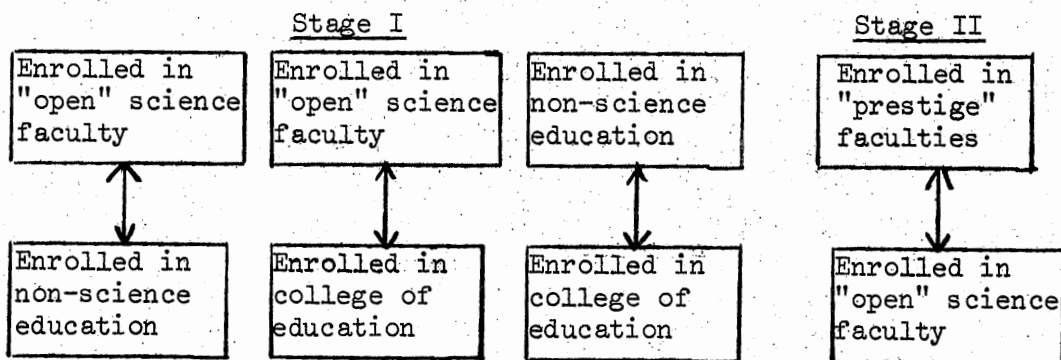 Stage I
Stage II
Enrolled in
"open" science
faculty
Enrolled in
"open" science
faculty
Enrolled in
non-science
education
Enrolled in
"prestige"
faculties
Enrolled in
non-science
education
Enrolled in
college of
education
Enrolled in
college of
education
Enrolled in
"open" science
faculty